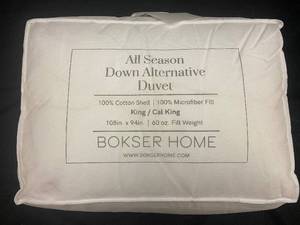 All Season
Down Alternative
Duvet
100% Cotton Shell | 100% Microfiber Fill
King / Cal King
108in x 94in | 60 oz. Fill Weight
BOKSER HOME
WWW.BOKSERHOME.COM